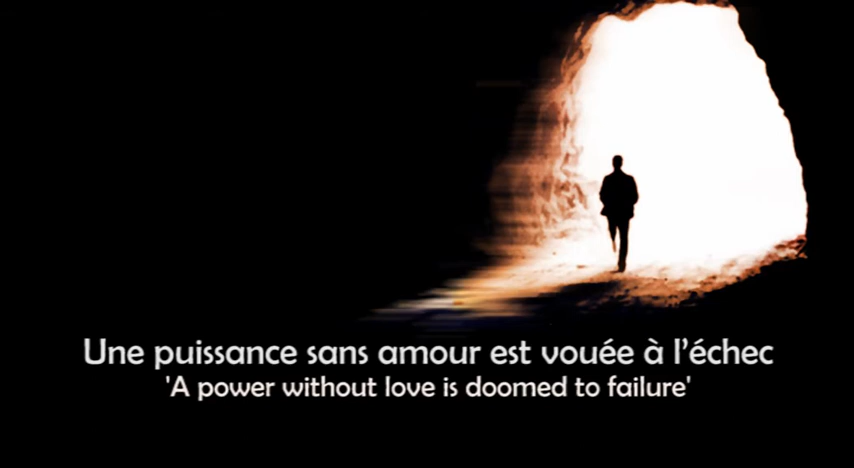 Une puissance sans amour est vouée à l’échec
'A power without love is doomed to failure'